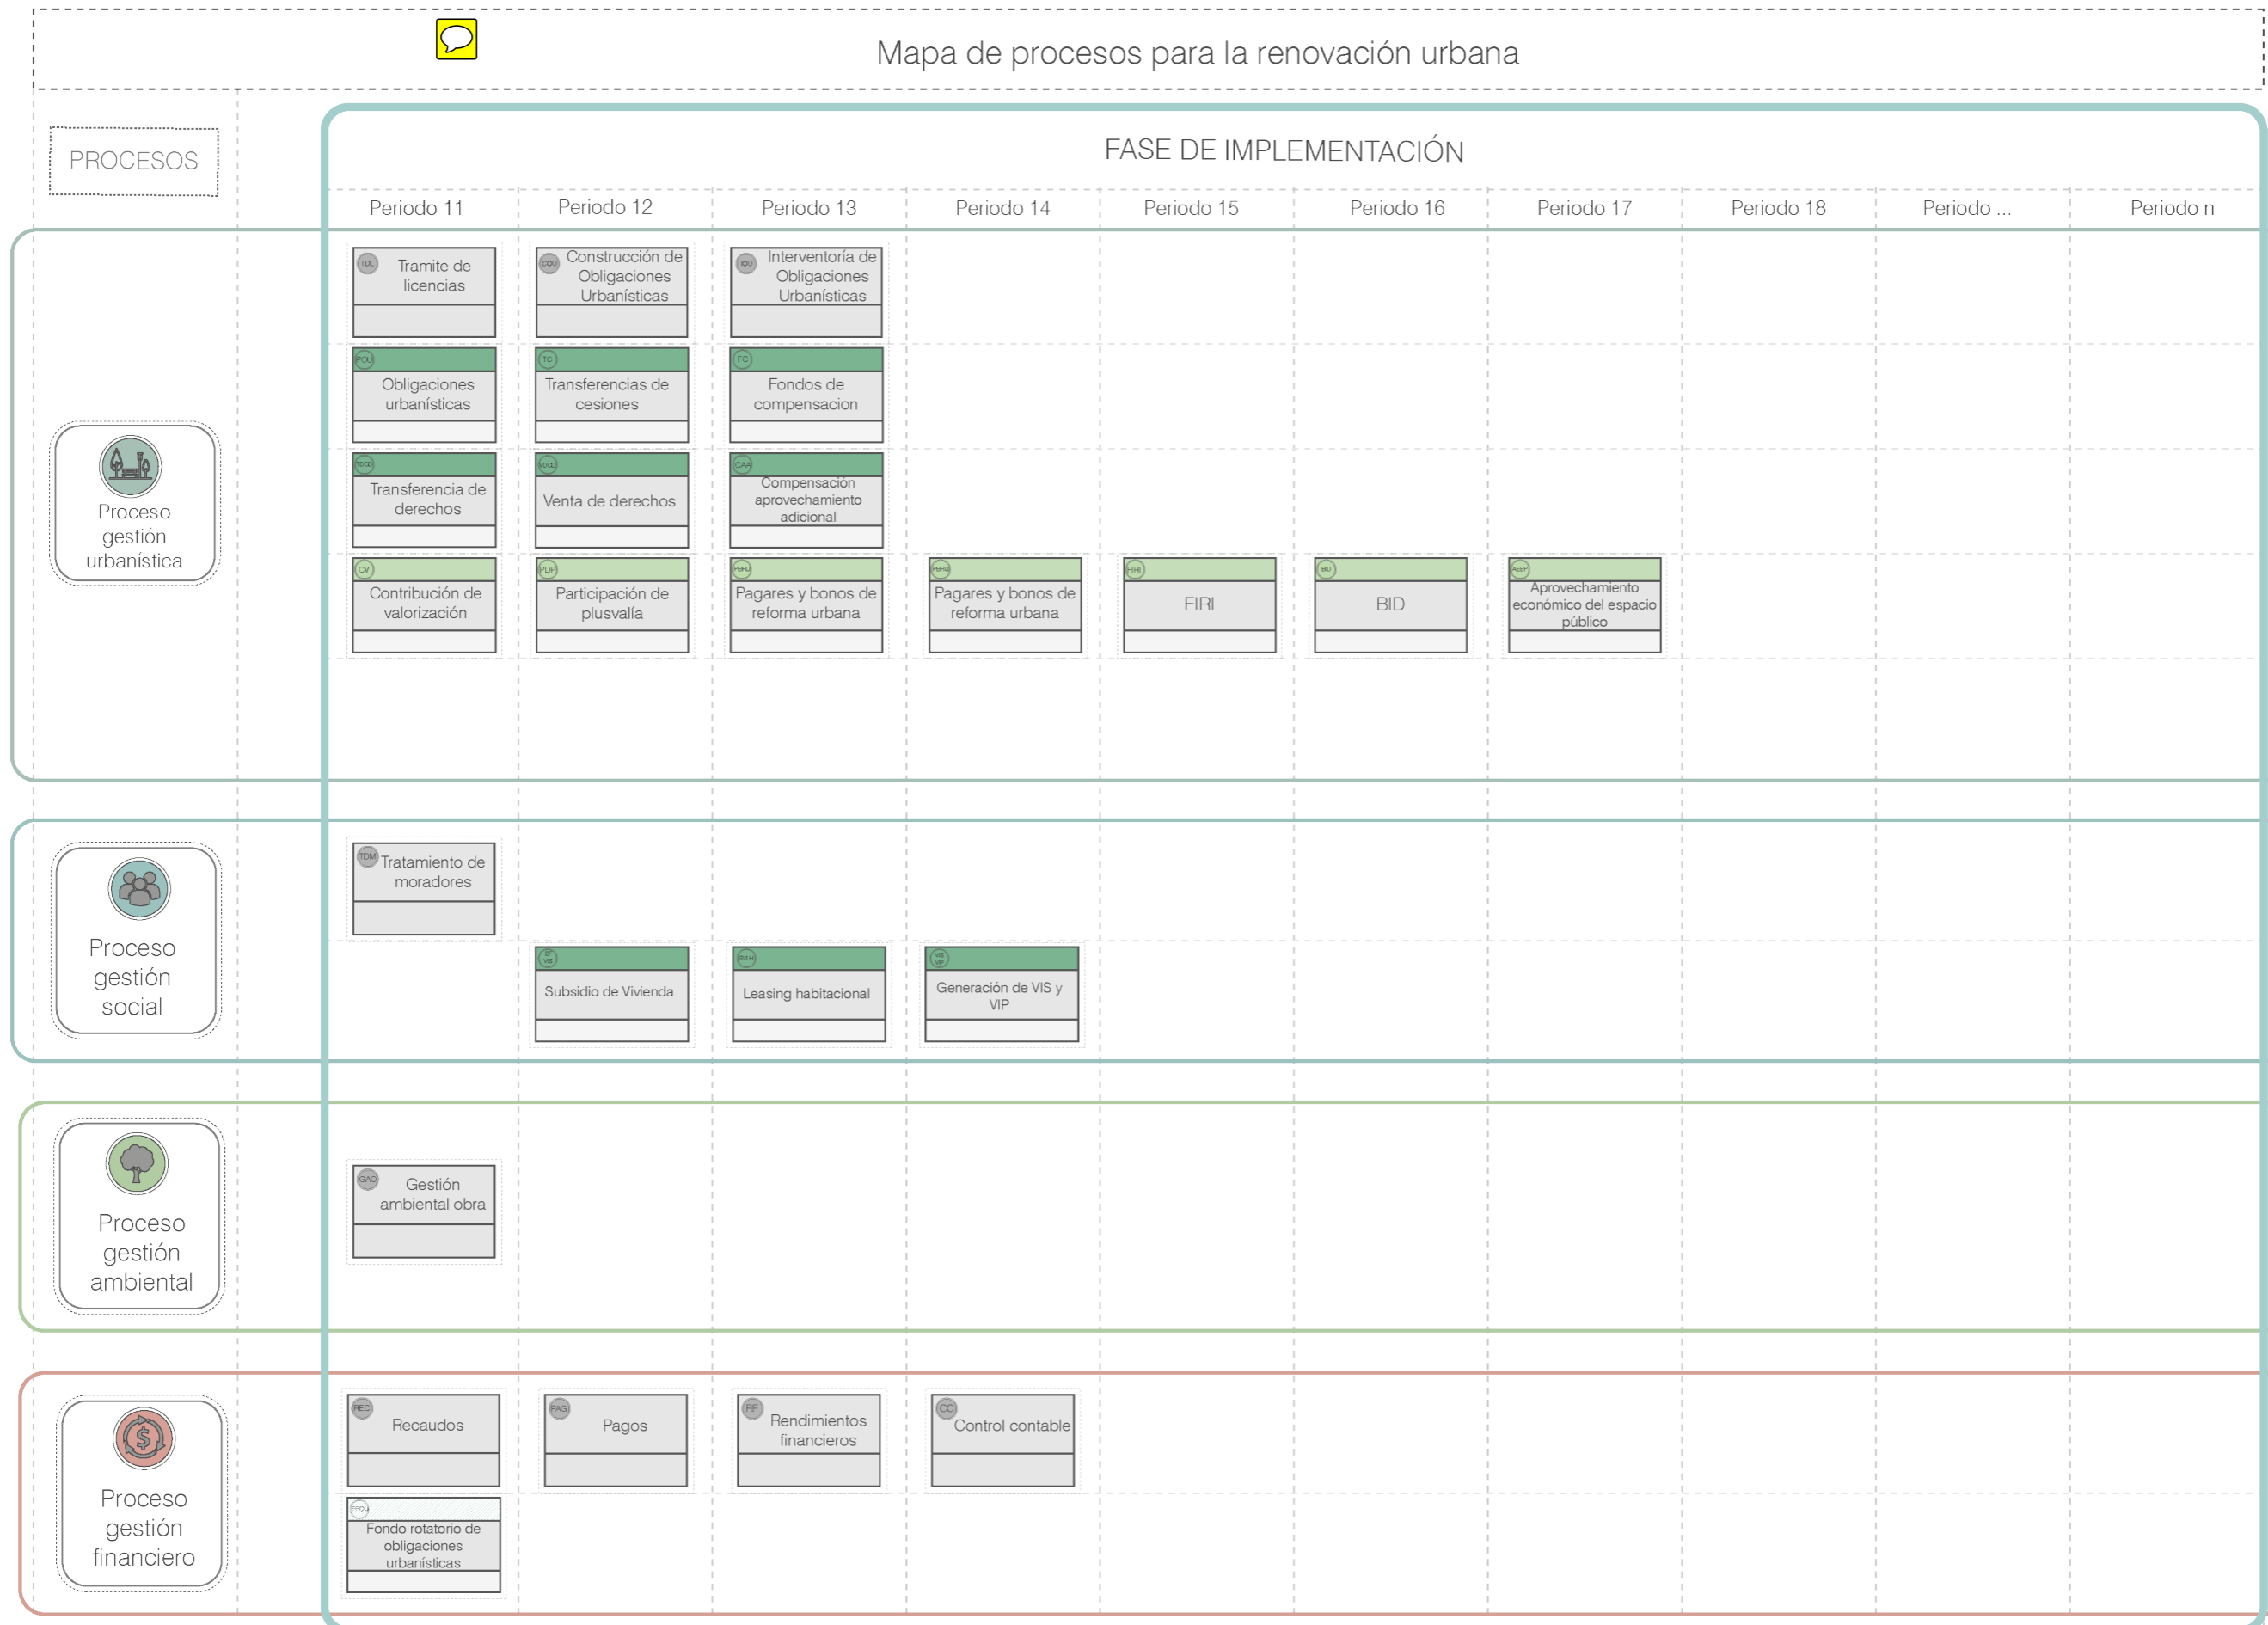 Mapa de procesos para la renovación urbana
PROCESOS
FASE DE IMPLEMENTACIÓN
Periodo 11
Periodo 12
Periodo 13
Periodo 14
Periodo 15
Periodo 16
Periodo 17
Periodo 18
Periodo ...
Periodo n
Proceso
gestión
urbanística
TDL
Tramite de
licencias
COU
Construcción de
Obligaciones
Urbanísticas
IOU
Interventoría de
Obligaciones
Urbanísticas
POU
Obligaciones
urbanísticas
TC
Transferencias de
cesiones
FC
Fondos de
compensacion
Transferencia de
derechos
Venta de derechos
CAA
Compensación
aprovechamiento
adicional
CV
Contribución de
valorización
PDP
Participación de
plusvalía
PBRU
Pagares y bonos de
reforma urbana
PBRU
Pagares y bonos de
reforma urbana
FIRI
FIRI
BID
BID
AEEP
Aprovechamiento
económico del espacio
público
Proceso
gestión
social
TDM
Tratamiento de
moradores
Subsidio de Vivienda
Leasing habitacional
VIS
VIP
Generación de VIS y
VIP
Proceso
gestión
ambiental
GAO
Gestión
ambiental obra
Proceso
gestión
financiero
REC
Recaudos
PAG
Pagos
RF
Rendimientos
financieros
CC
Control contable
Fondo rotatorio de
obligaciones
urbanísticas